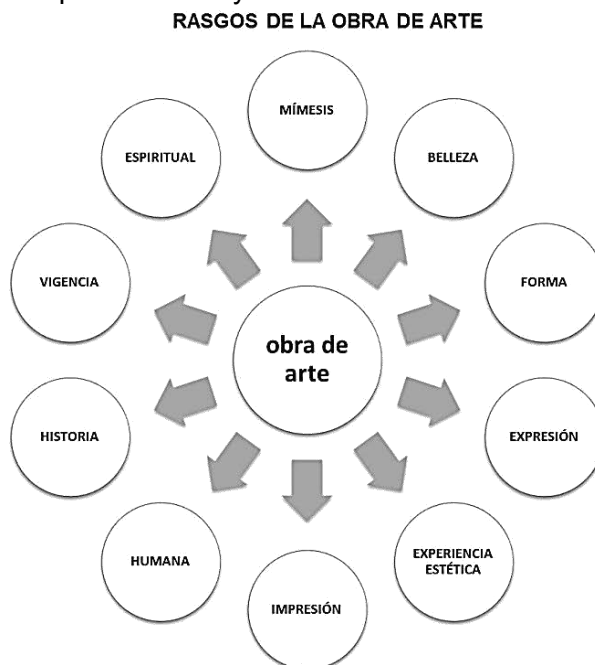 RASGOS DE LA OBRA DE ARTE
MÍMESIS
BELLEZA
FORMA
EXPRESIÓN
EXPERIENCIA
ESTÉTICA
IMPRESIÓN
HUMANA
HISTORIA
VIGENCIA
ESPIRITUAL
obra de
arte